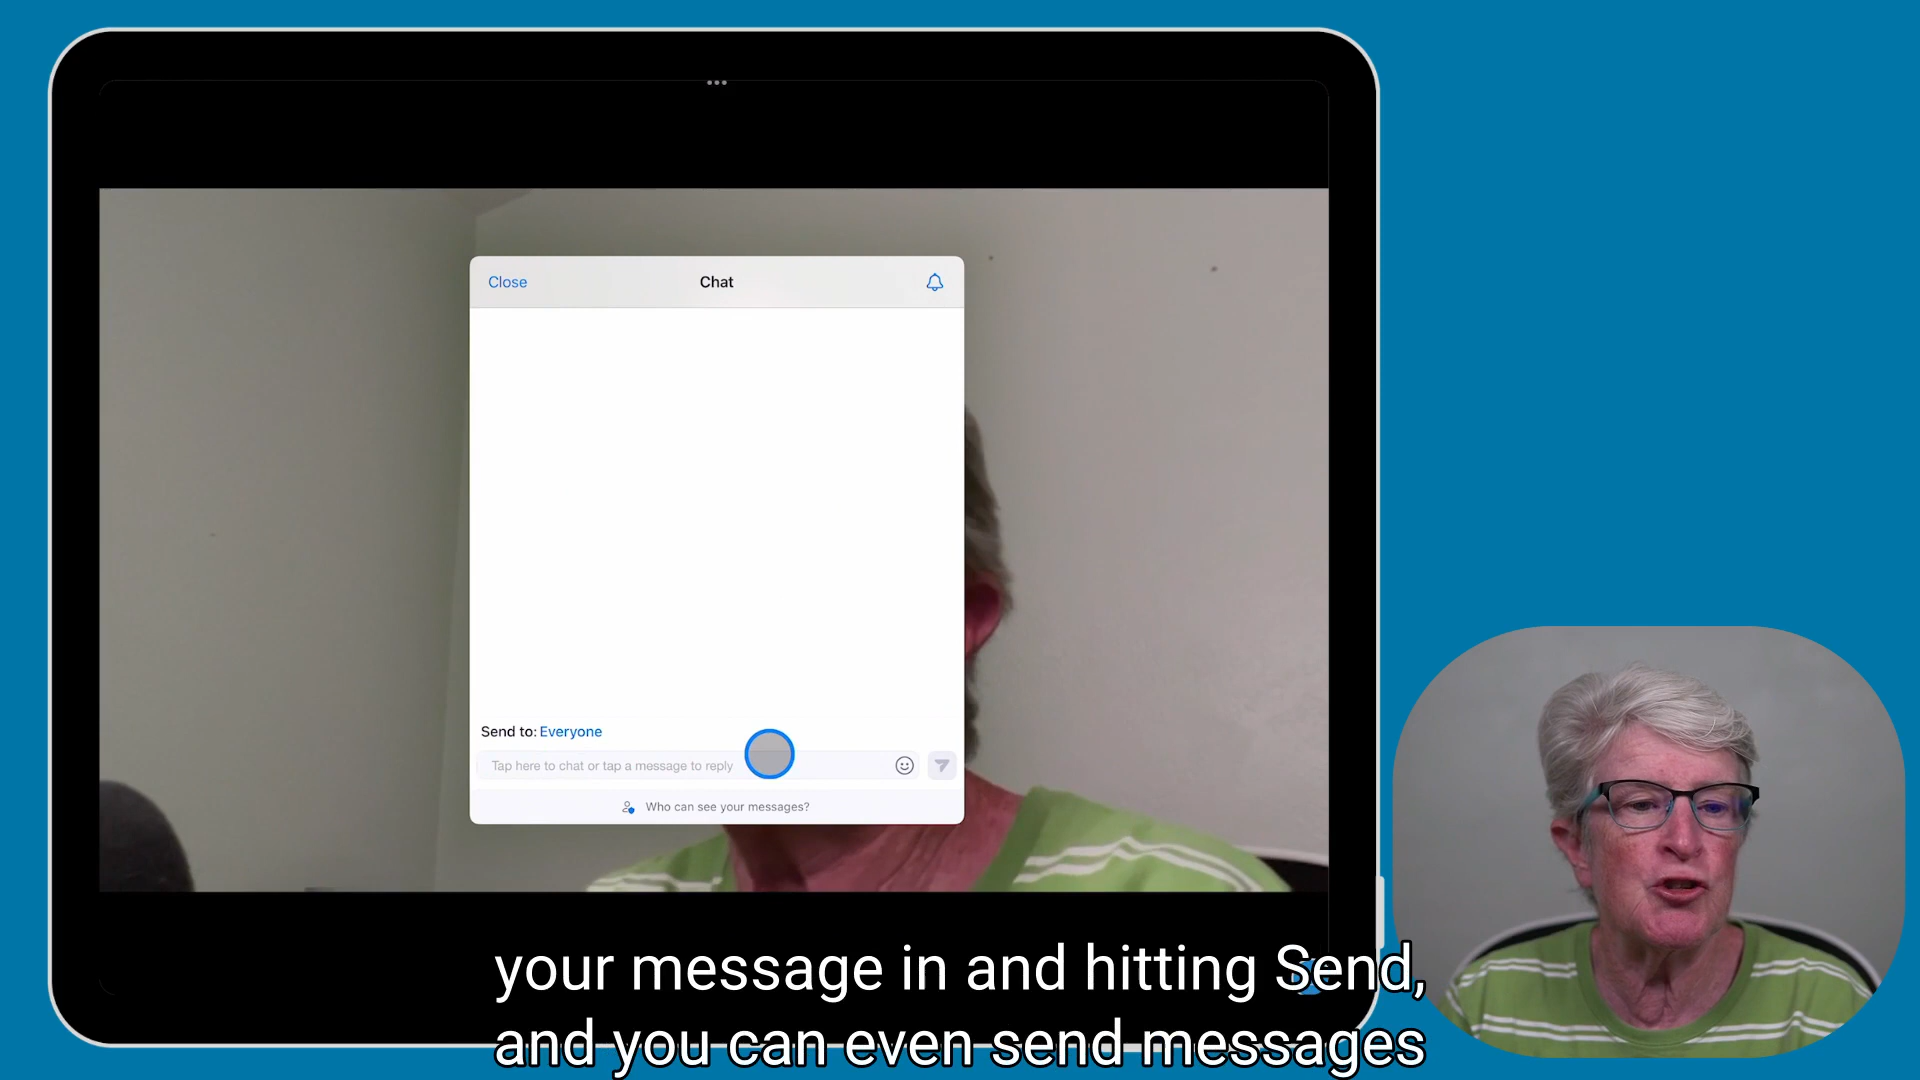 Close
Chat
Send to: Everyone
Tap here to chat or tap a message to reply
Who can see your messages?
your message in and hitting Send,
and you can even send messages